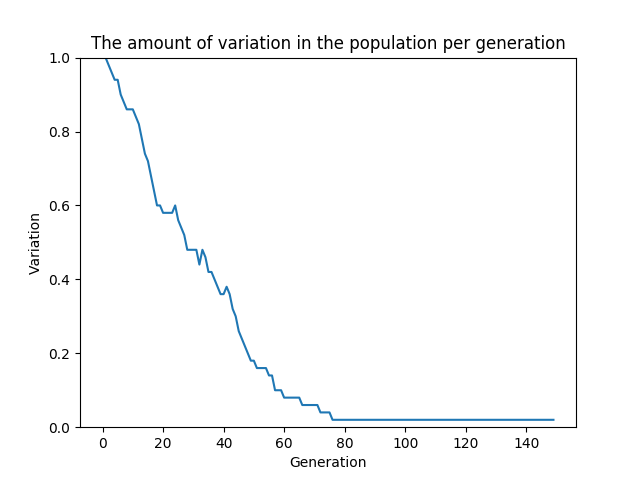 The amount of variation in the population per generation
1.0
0.8
0.6
0.4
0.2
0.0
Variation
0 20 40 60 80 100 120 140
Generation